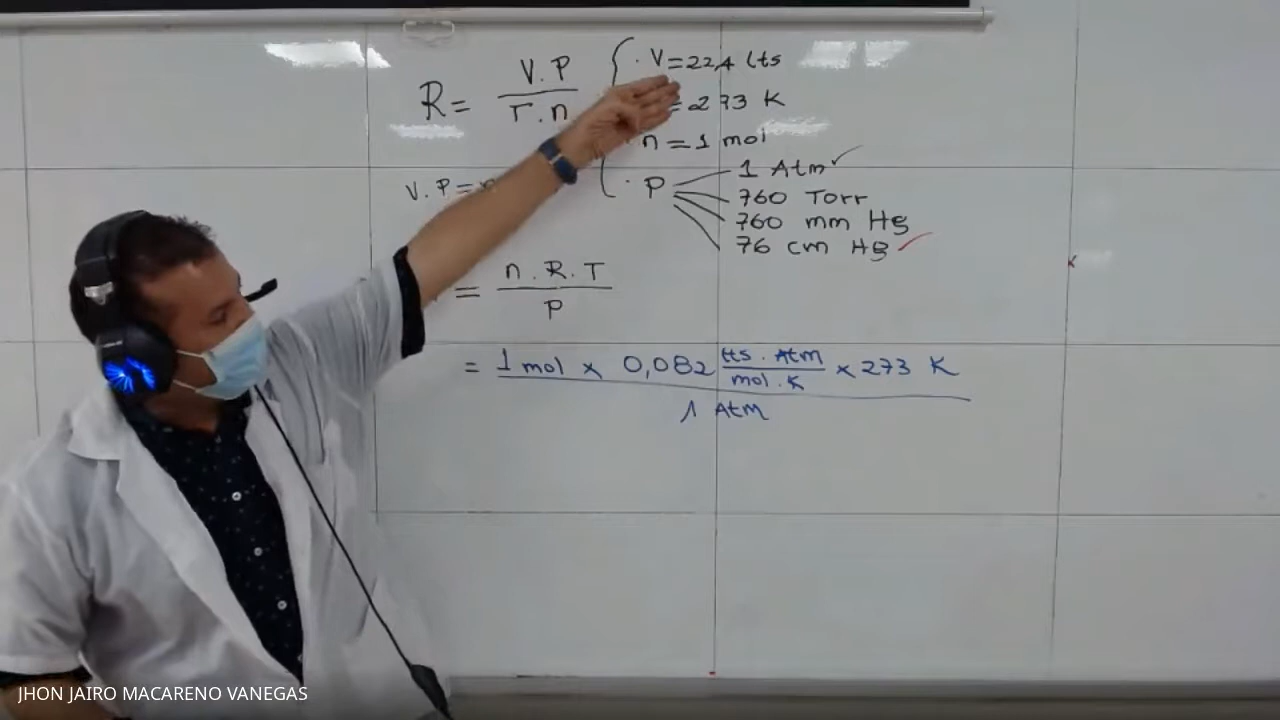 R = V.P / T.n
· V = 22,4 lts
= 273 K
n = 1 mol
· P
1 Atm ✓
760 Torr
760 mm Hg
76 cm Hg ✓
V.P =
= n.R.T / P
= 1 mol x 0,082 lts.Atm / mol.K x 273 K
1 Atm
JHON JAIRO MACARENO VANEGAS